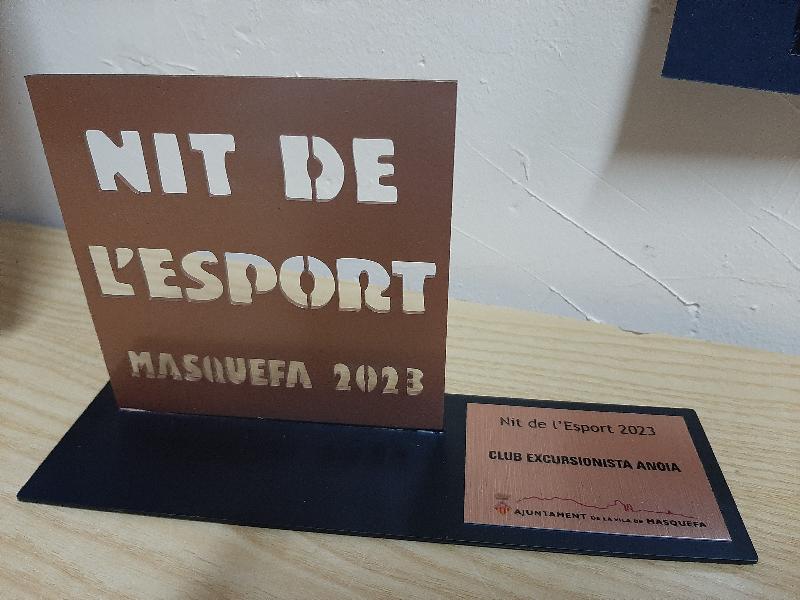 NIT DE
L'ESPORT
MASQUEFA 2023
Nit de l'Esport 2023
CLUB EXCURSIONISTA ANOIA
AJUNTAMENT DE LA VILA DE MASQUEFA